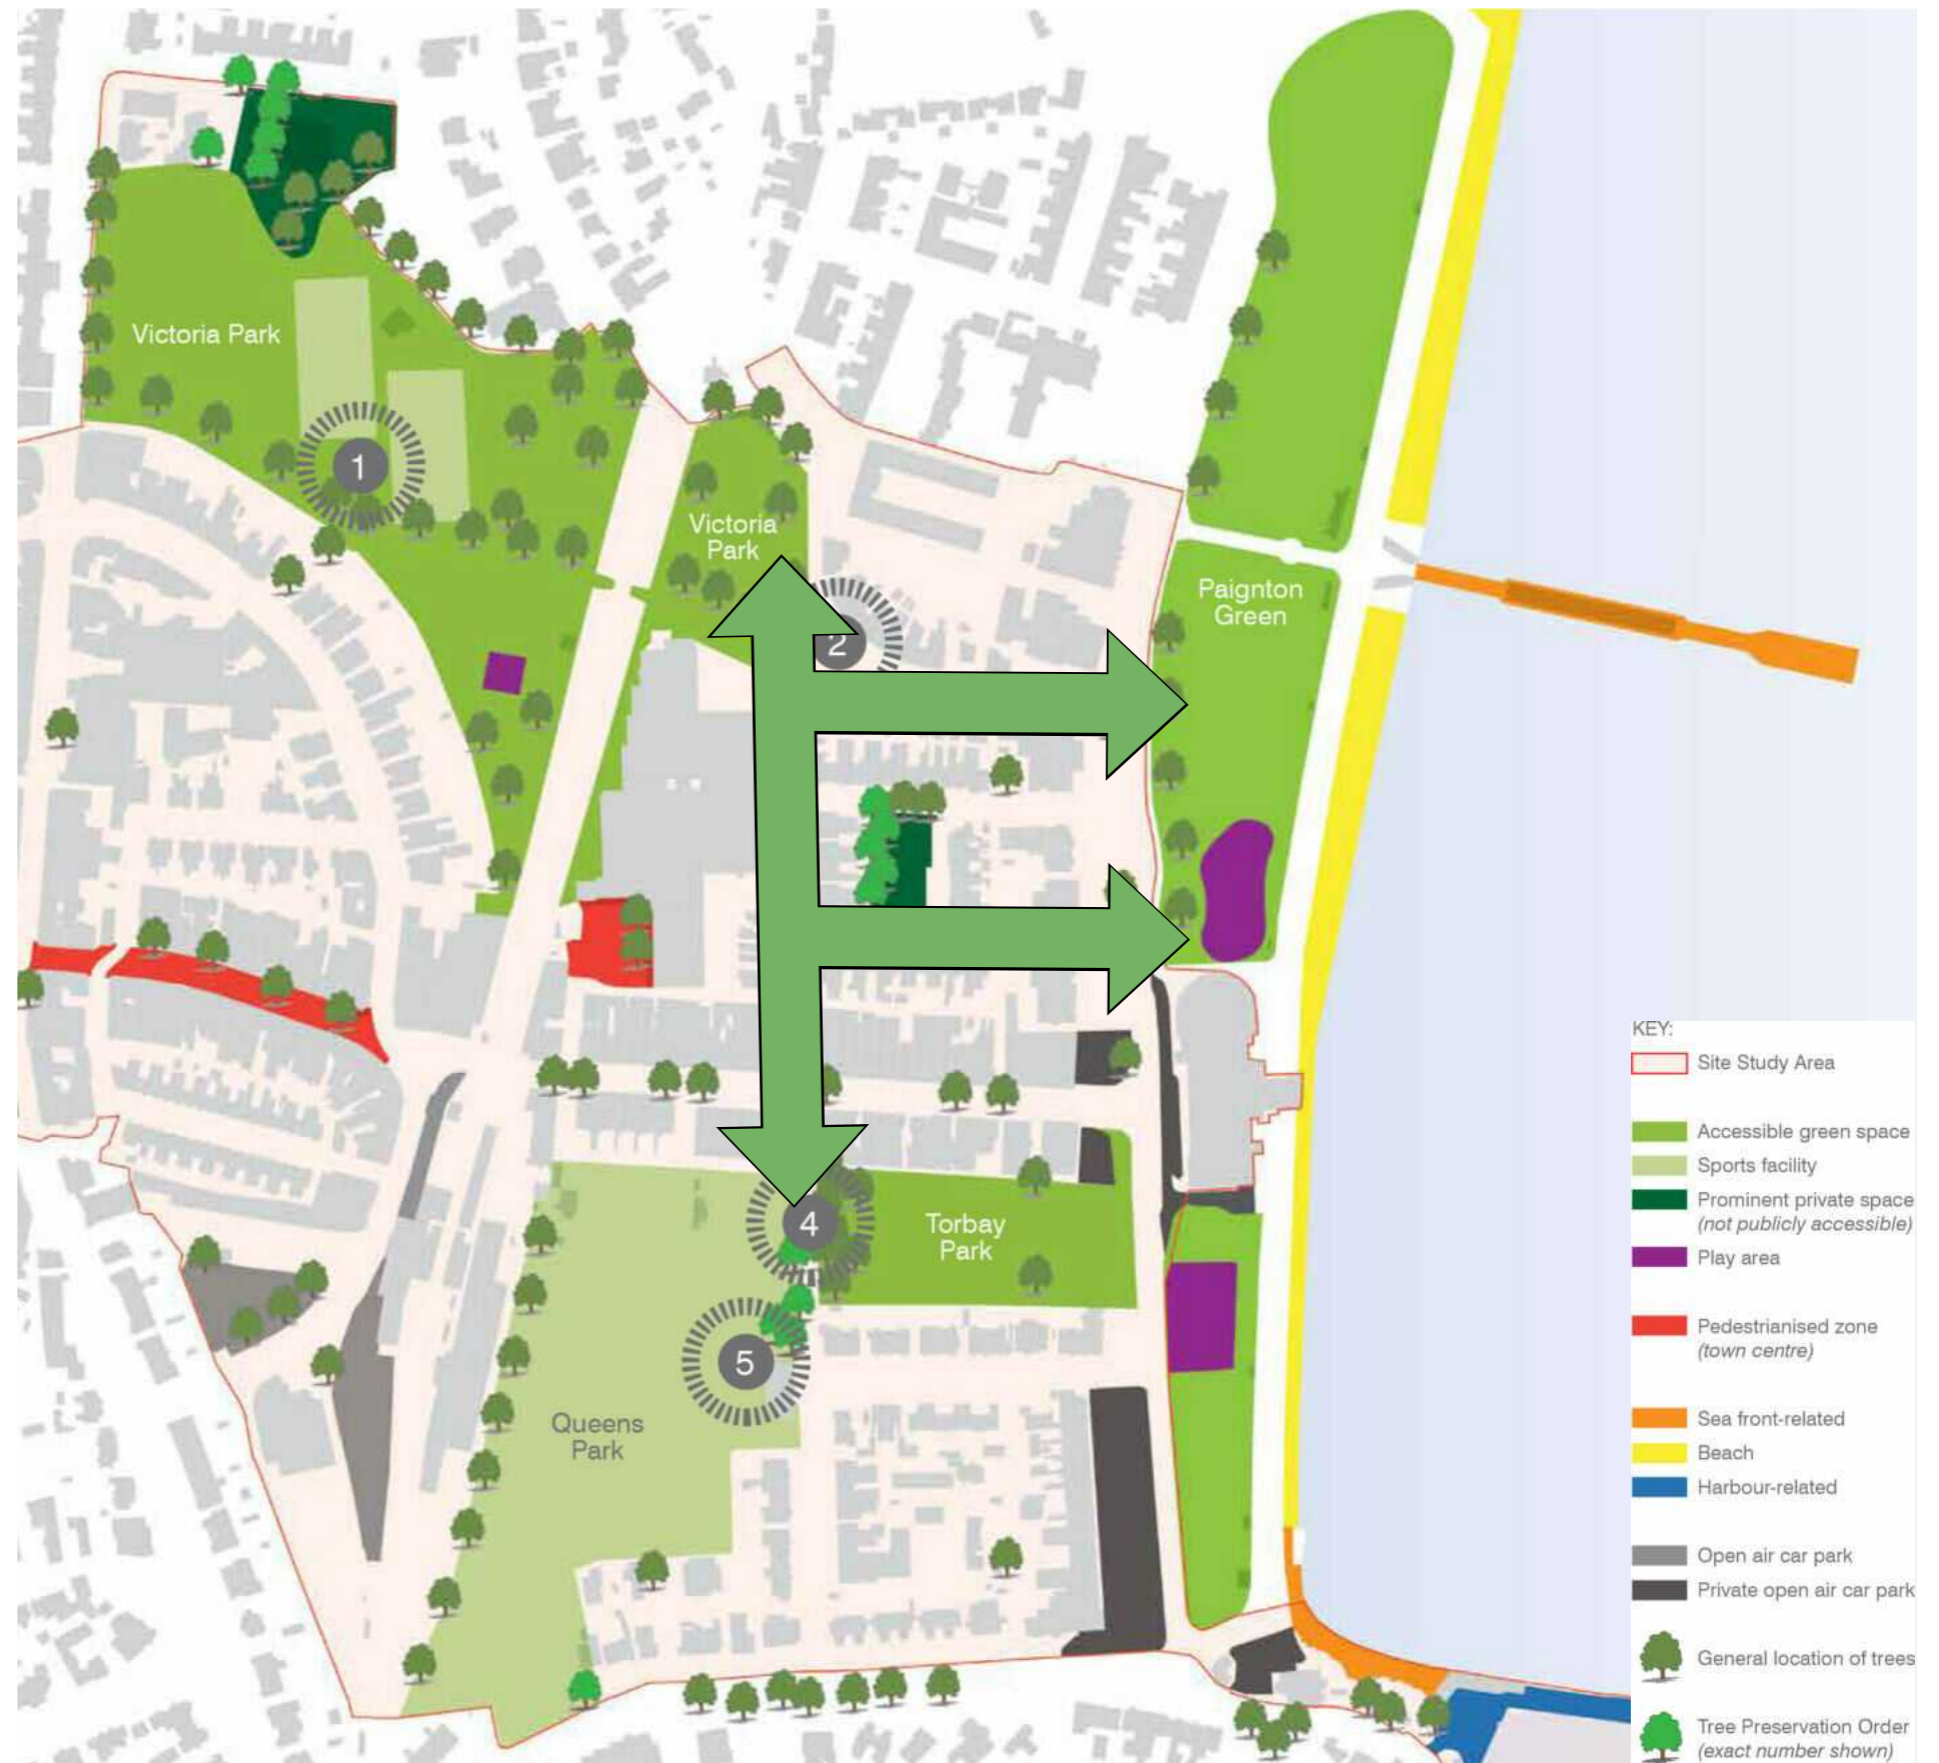 Victoria Park
1
Victoria
Park
2
Paignton
Green
4
Torbay
Park
5
Queens
Park
KEY:
Site Study Area
Accessible green space
Sports facility
Prominent private space
(not publicly accessible)
Play area
Pedestrianised zone
(town centre)
Sea front-related
Beach
Harbour-related
Open air car park
Private open air car park
General location of trees
Tree Preservation Order
(exact number shown)